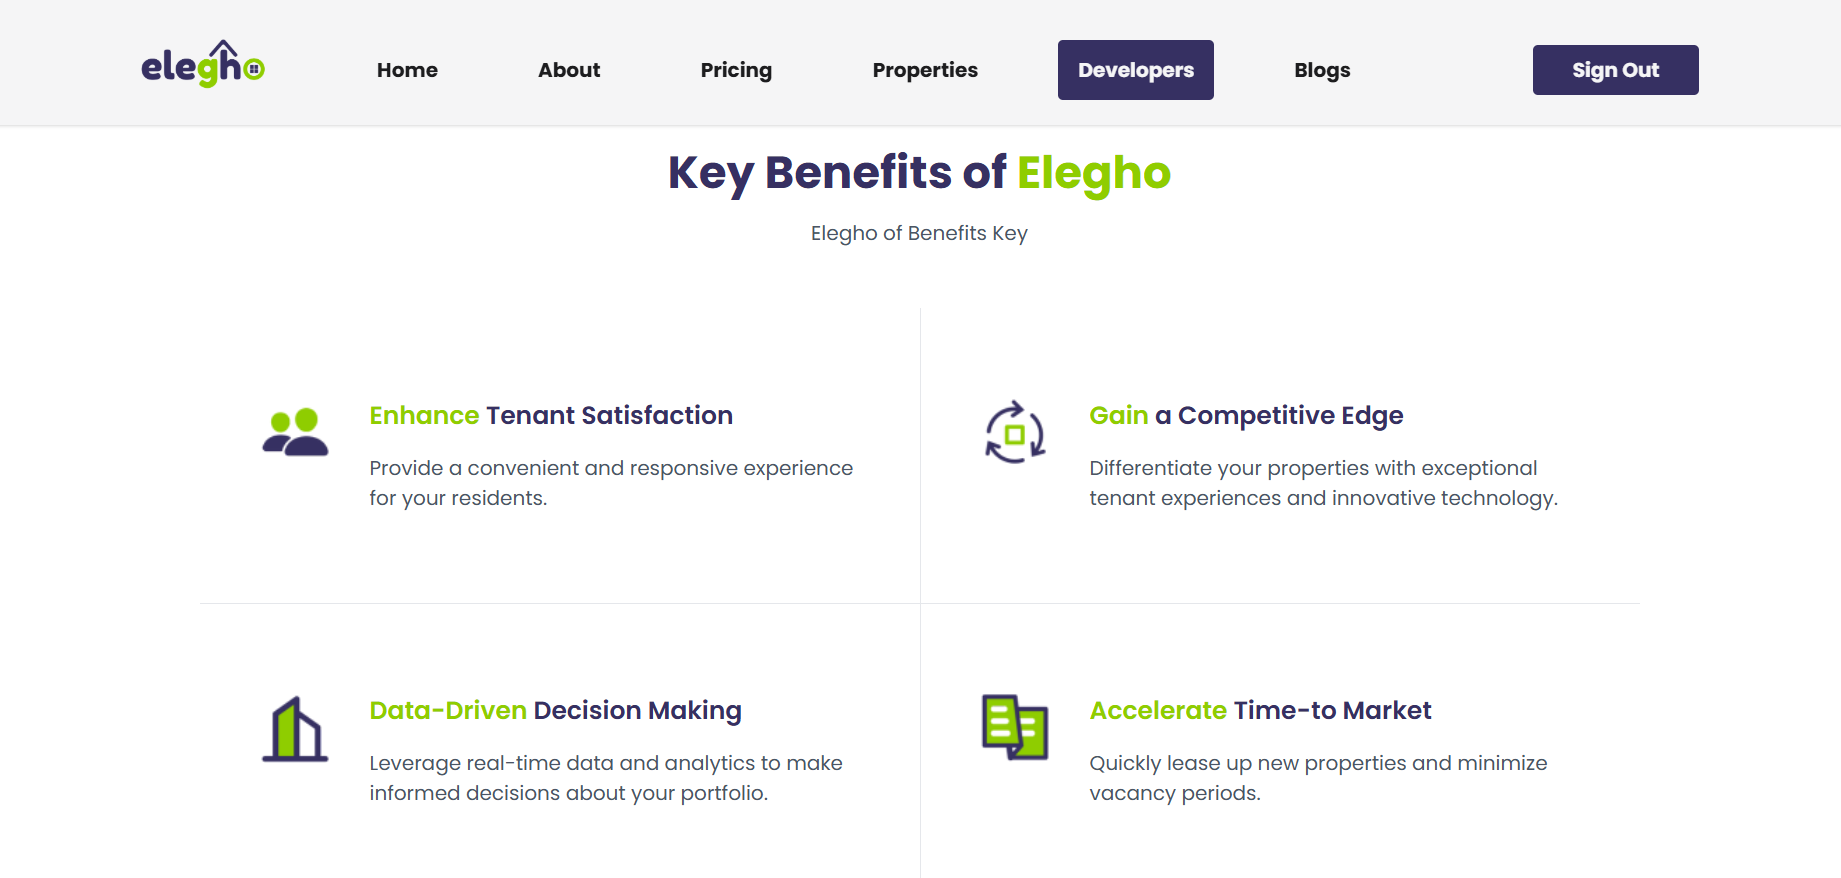 elegho
Home About Pricing Properties Developers Blogs Sign Out
Key Benefits of Elegho
Elegho of Benefits Key
Enhance Tenant Satisfaction
Provide a convenient and responsive experience
for your residents.
Gain a Competitive Edge
Differentiate your properties with exceptional
tenant experiences and innovative technology.
Data-Driven Decision Making
Leverage real-time data and analytics to make
informed decisions about your portfolio.
Accelerate Time-to Market
Quickly lease up new properties and minimize
vacancy periods.